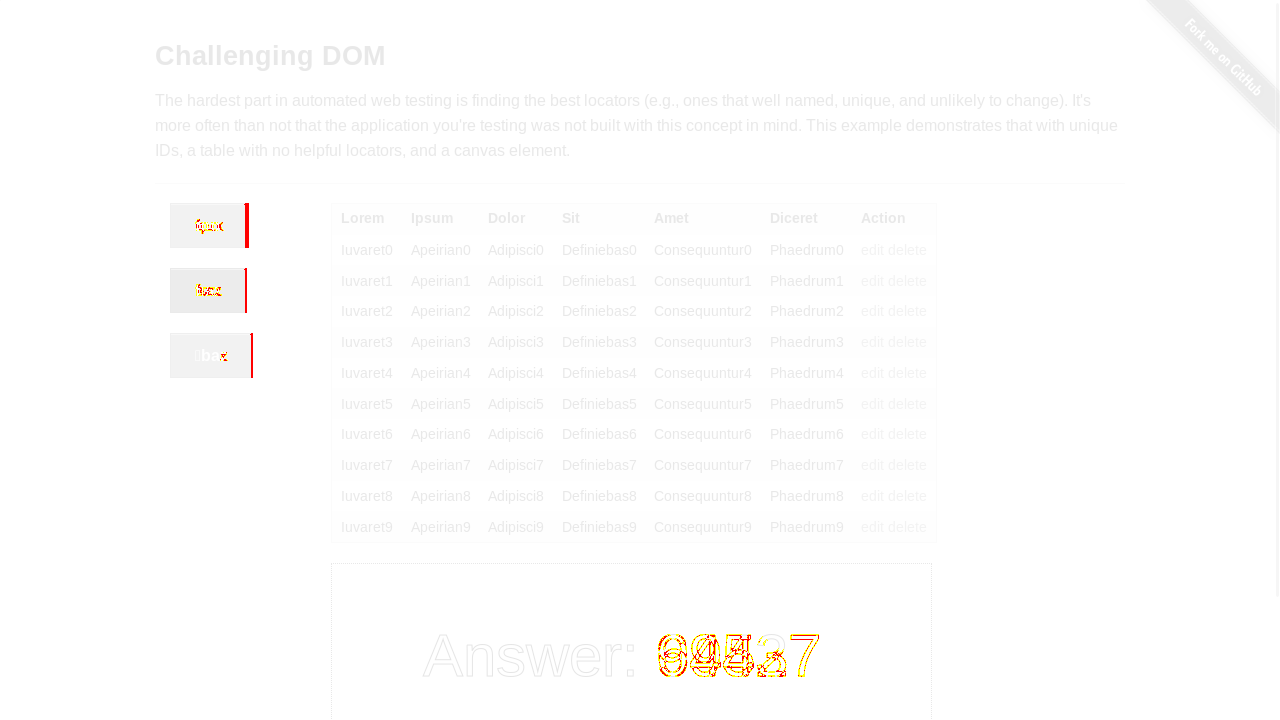 Fork me on GitHub
Challenging DOM
The hardest part in automated web testing is finding the best locators (e.g., ones that well named, unique, and unlikely to change). It's
more often than not that the application you're testing was not built with this concept in mind. This example demonstrates that with unique
IDs, a table with no helpful locators, and a canvas element.
Lorem Ipsum Dolor Sit Amet Diceret Action
Iuvaret0 Apeirian0 Adipisci0 Definiebas0 Consequuntur0 Phaedrum0 edit delete
Iuvaret1 Apeirian1 Adipisci1 Definiebas1 Consequuntur1 Phaedrum1 edit delete
Iuvaret2 Apeirian2 Adipisci2 Definiebas2 Consequuntur2 Phaedrum2 edit delete
Iuvaret3 Apeirian3 Adipisci3 Definiebas3 Consequuntur3 Phaedrum3 edit delete
Iuvaret4 Apeirian4 Adipisci4 Definiebas4 Consequuntur4 Phaedrum4 edit delete
Iuvaret5 Apeirian5 Adipisci5 Definiebas5 Consequuntur5 Phaedrum5 edit delete
Iuvaret6 Apeirian6 Adipisci6 Definiebas6 Consequuntur6 Phaedrum6 edit delete
Iuvaret7 Apeirian7 Adipisci7 Definiebas7 Consequuntur7 Phaedrum7 edit delete
Iuvaret8 Apeirian8 Adipisci8 Definiebas8 Consequuntur8 Phaedrum8 edit delete
Iuvaret9 Apeirian9 Adipisci9 Definiebas9 Consequuntur9 Phaedrum9 edit delete
Answer: